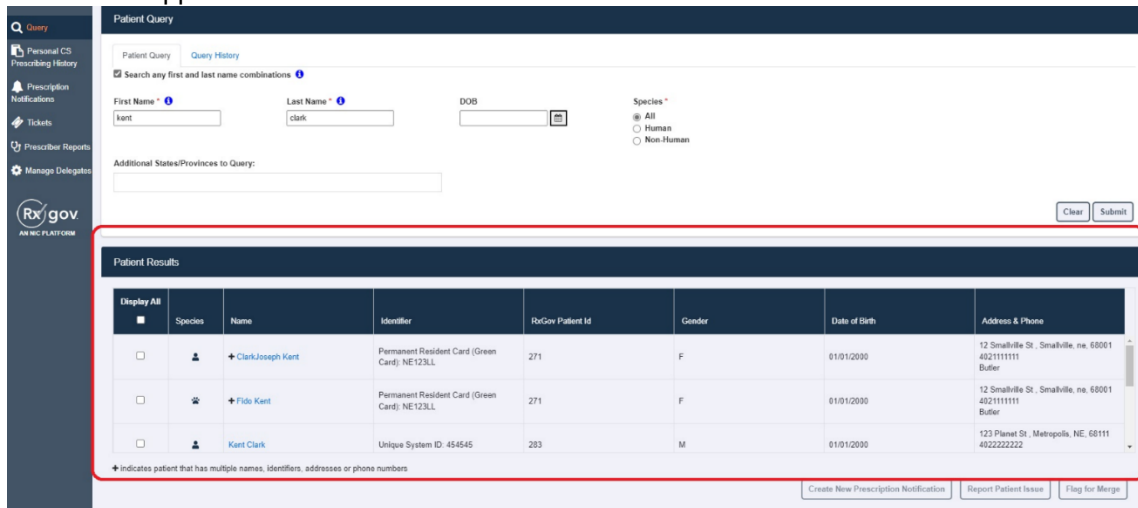 Query
Personal CS
Prescribing History
Prescription
Notifications
Tickets
Prescriber Reports
Manage Delegates
Rx gov.
AN NIC PLATFORM
Patient Query
Patient Query Query History
Search any first and last name combinations
First Name * Last Name * DOB Species *
kent clark All
Human
Non-Human
Additional States/Provinces to Query:
Clear Submit
Patient Results
Display All
Species Name Identifier RxGov Patient Id Gender Date of Birth Address & Phone
+ ClarkJoseph Kent Permanent Resident Card (Green Card): NE123LL 271 F 01/01/2000 12 Smallville St , Smallville, ne, 68001
4021111111
Butler
+ Fido Kent Permanent Resident Card (Green Card): NE123LL 271 F 01/01/2000 12 Smallville St , Smallville, ne, 68001
4021111111
Butler
Kent Clark Unique System ID: 454545 283 M 01/01/2000 123 Planet St , Metropolis, NE, 68111
4022222222
+ indicates patient that has multiple names, identifiers, addresses or phone numbers
Create New Prescription Notification Report Patient Issue Flag for Merge